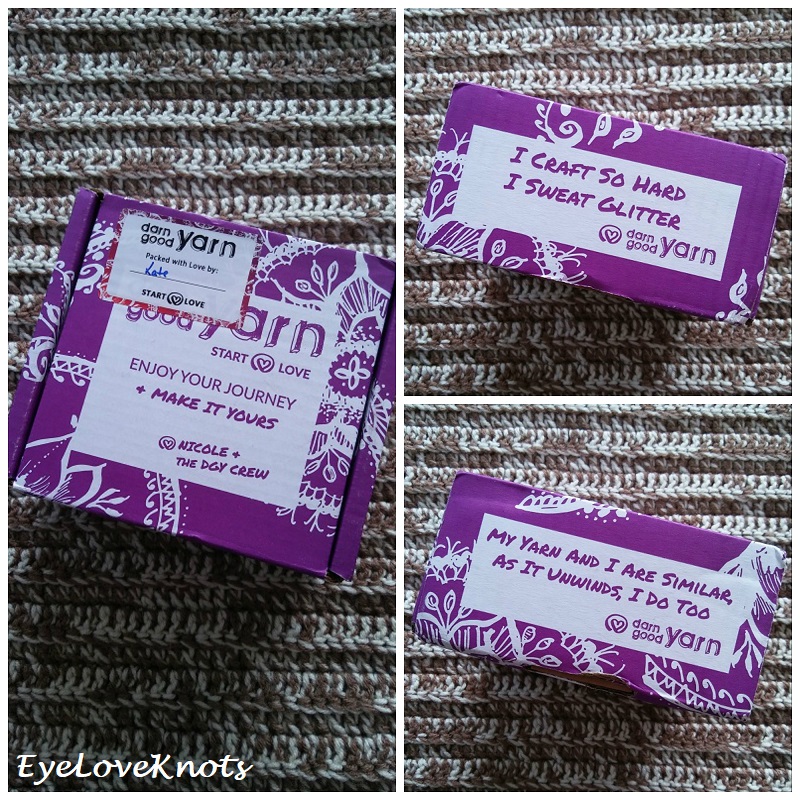 darn
good yarn
Packed with Love by:
Kate
START LOVE
good yarn
START LOVE
ENJOY YOUR JOURNEY
+ MAKE IT YOURS
NICOLE +
THE DGY CREW
I CRAFT SO HARD
I SWEAT GLITTER
darn
good yarn
MY YARN AND I ARE SIMILAR,
AS IT UNWINDS, I DO TOO
darn
good yarn
EyeLoveKnots